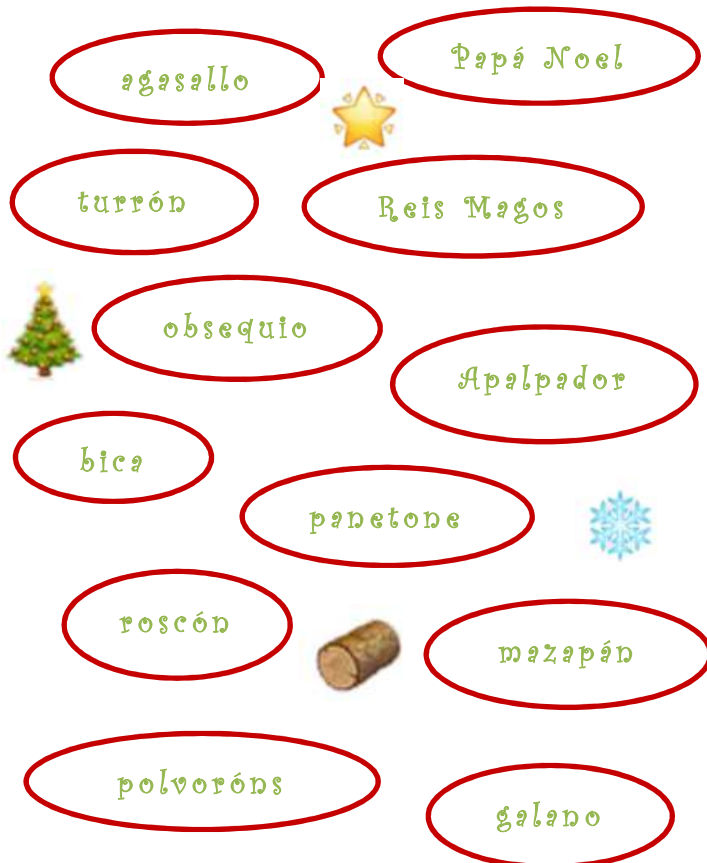 agasallo
Papá Noel
turrón
Reis Magos
obsequio
Apalpador
bica
panetone
roscón
mazapán
polvoróns
galano